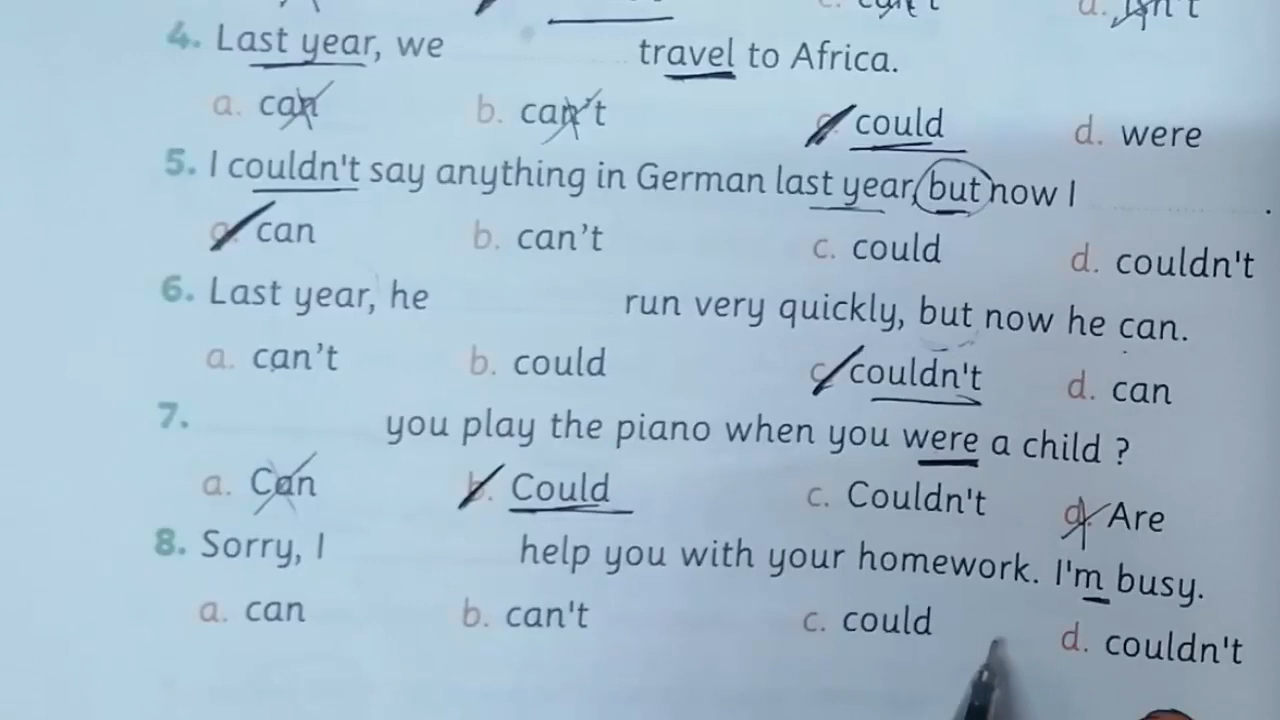 4. Last year, we travel to Africa.
a. can b. can't c. could d. were
5. I couldn't say anything in German last year, but now I .
a. can b. can't c. could d. couldn't
6. Last year, he run very quickly, but now he can.
a. can't b. could c. couldn't d. can
7. you play the piano when you were a child ?
a. Can b. Could c. Couldn't d. Are
8. Sorry, I help you with your homework. I'm busy.
a. can b. can't c. could d. couldn't